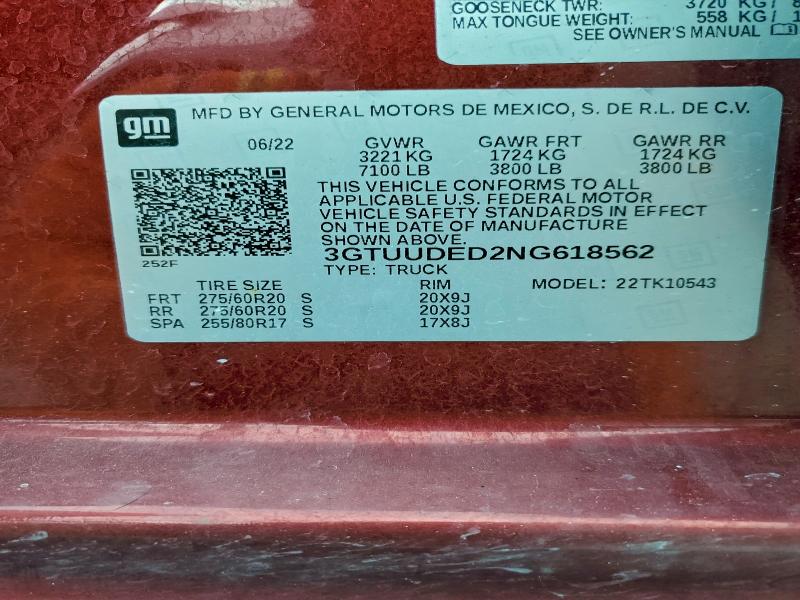 GOOSENECK TWR: 3720 KG/
MAX TONGUE WEIGHT: 558 KG/ 1
SEE OWNER'S MANUAL
gm
MFD BY GENERAL MOTORS DE MEXICO, S. DE R.L. DE C.V.
06/22 GVWR GAWR FRT GAWR RR
3221 KG 1724 KG 1724 KG
7100 LB 3800 LB 3800 LB
THIS VEHICLE CONFORMS TO ALL
APPLICABLE U.S. FEDERAL MOTOR
VEHICLE SAFETY STANDARDS IN EFFECT
ON THE DATE OF MANUFACTURE
SHOWN ABOVE.
3GTUUDED2NG618562
252F
TYPE: TRUCK
TIRE SIZE RIM MODEL: 22TK10543
FRT 275/60R20 S 20X9J
RR 275/60R20 S 20X9J
SPA 255/80R17 S 17X8J